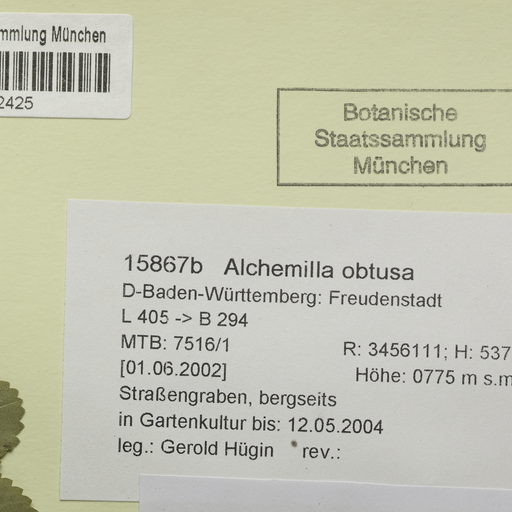 mmlung München
2425
Botanische
Staatssammlung
München
15867b Alchemilla obtusa
D-Baden-Württemberg: Freudenstadt
L 405 -> B 294
MTB: 7516/1 R: 3456111; H: 537
[01.06.2002] Höhe: 0775 m s.m
Straßengraben, bergseits
in Gartenkultur bis: 12.05.2004
leg.: Gerold Hügin rev.: